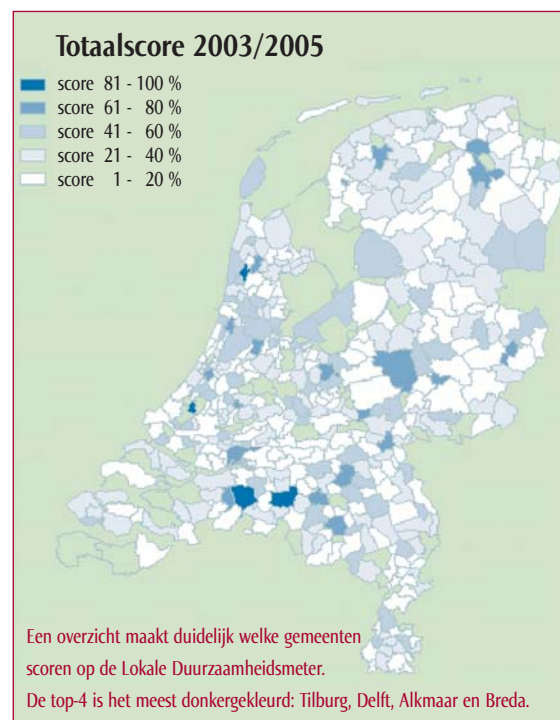 Totaalscore 2003/2005
score 81 - 100 %
score 61 - 80 %
score 41 - 60 %
score 21 - 40 %
score 1 - 20 %
Een overzicht maakt duidelijk welke gemeenten
scoren op de Lokale Duurzaamheidsmeter.
De top-4 is het meest donkergekleurd: Tilburg, Delft, Alkmaar en Breda.